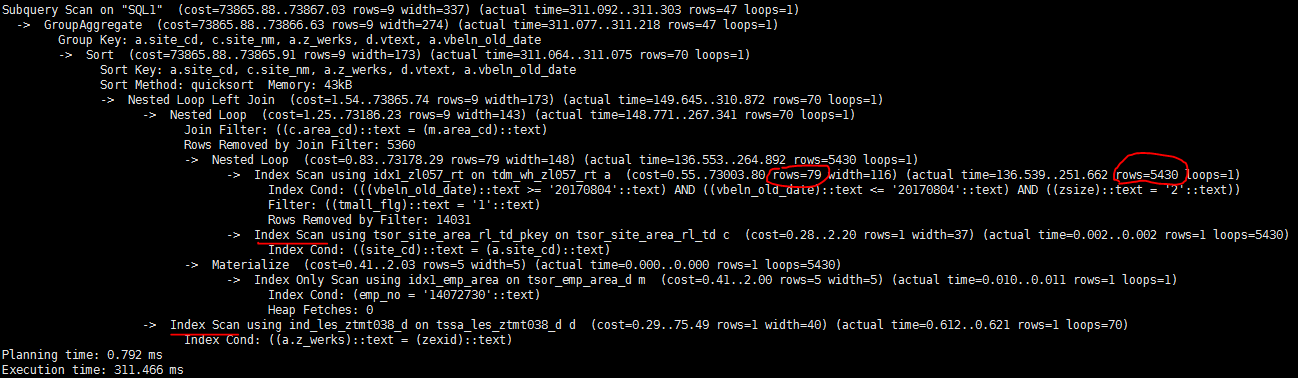 Subquery Scan on "SQL1"  (cost=73865.88..73867.03 rows=9 width=337) (actual time=311.092..311.303 rows=47 loops=1)
  ->  GroupAggregate  (cost=73865.88..73866.63 rows=9 width=274) (actual time=311.077..311.218 rows=47 loops=1)
        Group Key: a.site_cd, c.site_nm, a.z_werks, d.vtext, a.vbeln_old_date
        ->  Sort  (cost=73865.88..73865.91 rows=9 width=173) (actual time=311.064..311.075 rows=70 loops=1)
              Sort Key: a.site_cd, c.site_nm, a.z_werks, d.vtext, a.vbeln_old_date
              Sort Method: quicksort  Memory: 43kB
              ->  Nested Loop Left Join  (cost=1.54..73865.74 rows=9 width=173) (actual time=149.645..310.872 rows=70 loops=1)
                    ->  Nested Loop  (cost=1.25..73186.23 rows=9 width=143) (actual time=148.771..267.341 rows=70 loops=1)
                          Join Filter: ((c.area_cd)::text = (m.area_cd)::text)
                          Rows Removed by Join Filter: 5360
                          ->  Nested Loop  (cost=0.83..73178.29 rows=79 width=148) (actual time=136.553..264.892 rows=5430 loops=1)
                                ->  Index Scan using idx1_zl057_rt on tdm_wh_zl057_rt a  (cost=0.55..73003.80 rows=79 width=116) (actual time=136.539..251.662 rows=5430 loops=1)
                                      Index Cond: (((vbeln_old_date)::text >= '20170804'::text) AND ((vbeln_old_date)::text <= '20170804'::text) AND ((zsize)::text = '2'::text))
                                      Filter: ((tmall_flg)::text = '1'::text)
                                      Rows Removed by Filter: 14031
                                ->  Index Scan using tsor_site_area_rl_td_pkey on tsor_site_area_rl_td c  (cost=0.28..2.20 rows=1 width=37) (actual time=0.002..0.002 rows=1 loops=5430)
                                      Index Cond: ((site_cd)::text = (a.site_cd)::text)
                          ->  Materialize  (cost=0.41..2.03 rows=5 width=5) (actual time=0.000..0.000 rows=1 loops=5430)
                                ->  Index Only Scan using idx1_emp_area on tsor_emp_area_d m  (cost=0.41..2.00 rows=5 width=5) (actual time=0.010..0.011 rows=1 loops=1)
                                      Index Cond: (emp_no = '14072730'::text)
                                      Heap Fetches: 0
                    ->  Index Scan using ind_les_ztmt038_d on tssa_les_ztmt038_d d  (cost=0.29..75.49 rows=1 width=40) (actual time=0.612..0.621 rows=1 loops=70)
                          Index Cond: ((a.z_werks)::text = (zexid)::text)
Planning time: 0.792 ms
Execution time: 311.466 ms